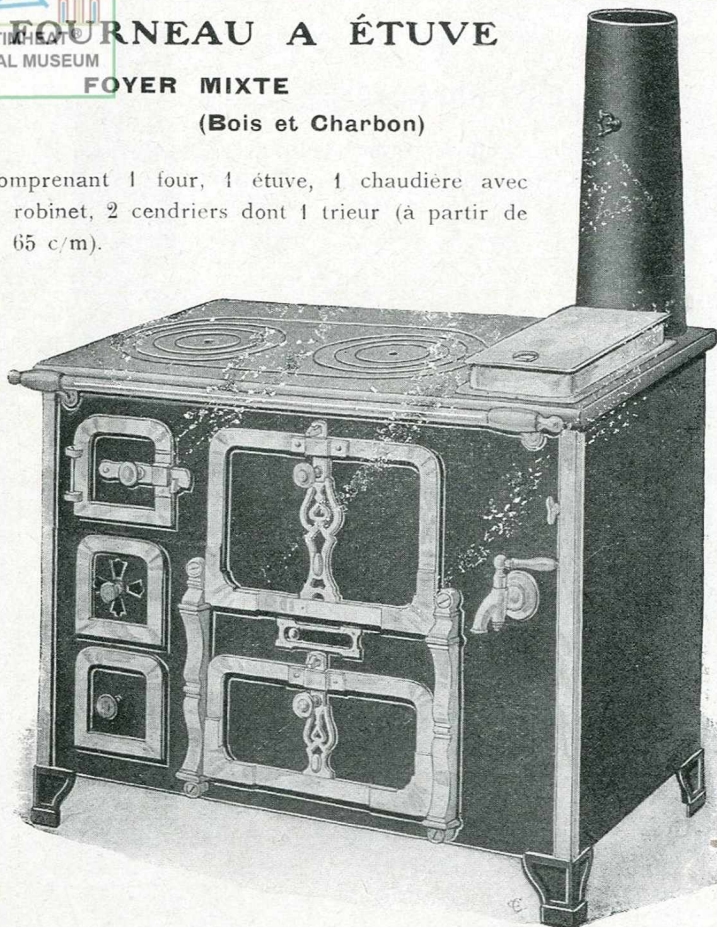 FOURNEAU A ÉTUVE
TIMHEAT®
AL MUSEUM
FOYER MIXTE
(Bois et Charbon)
omprenant 1 four, 1 étuve, 1 chaudière avec
robinet, 2 cendriers dont 1 trieur (à partir de
65 c/m).